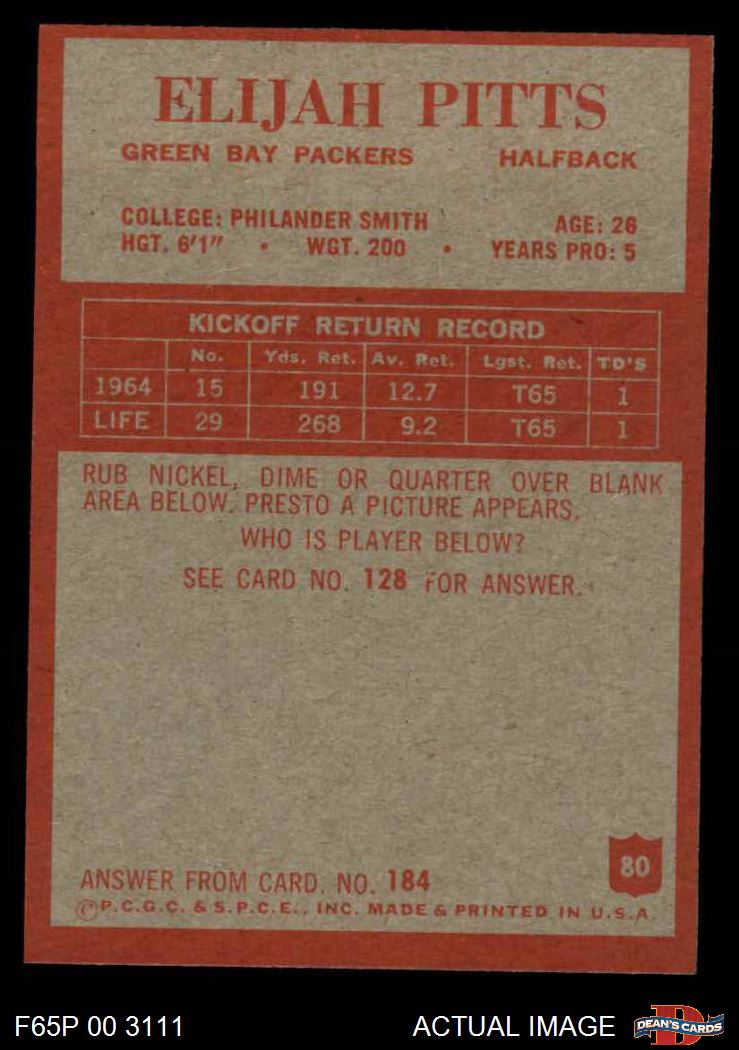 ELIJAH PITTS
GREEN BAY PACKERS HALFBACK
COLLEGE: PHILANDER SMITH AGE: 26
HGT. 6'1" • WGT. 200 • YEARS PRO: 5
KICKOFF RETURN RECORD
No. Yds. Ret. Av. Ret. Lgst. Ret. TD'S
1964 15 191 12.7 T65 1
LIFE 29 268 9.2 T65 1
RUB NICKEL, DIME OR QUARTER OVER BLANK
AREA BELOW. PRESTO A PICTURE APPEARS.
WHO IS PLAYER BELOW?
SEE CARD NO. 128 FOR ANSWER.
80
ANSWER FROM CARD. NO. 184
©P.C.G.C. & S.P.C.E., INC. MADE & PRINTED IN U.S.A.
F65P 00 3111 ACTUAL IMAGE DEAN'S CARDS